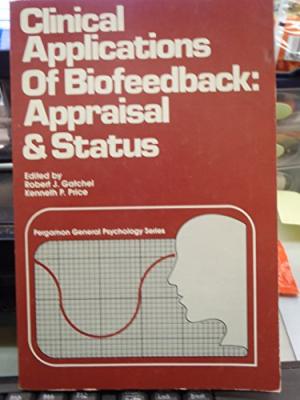 Clinical
Applications
Of Biofeedback:
Appraisal
& Status
Edited by
Robert J. Gatchel
Kenneth P. Price
Pergamon General Psychology Series